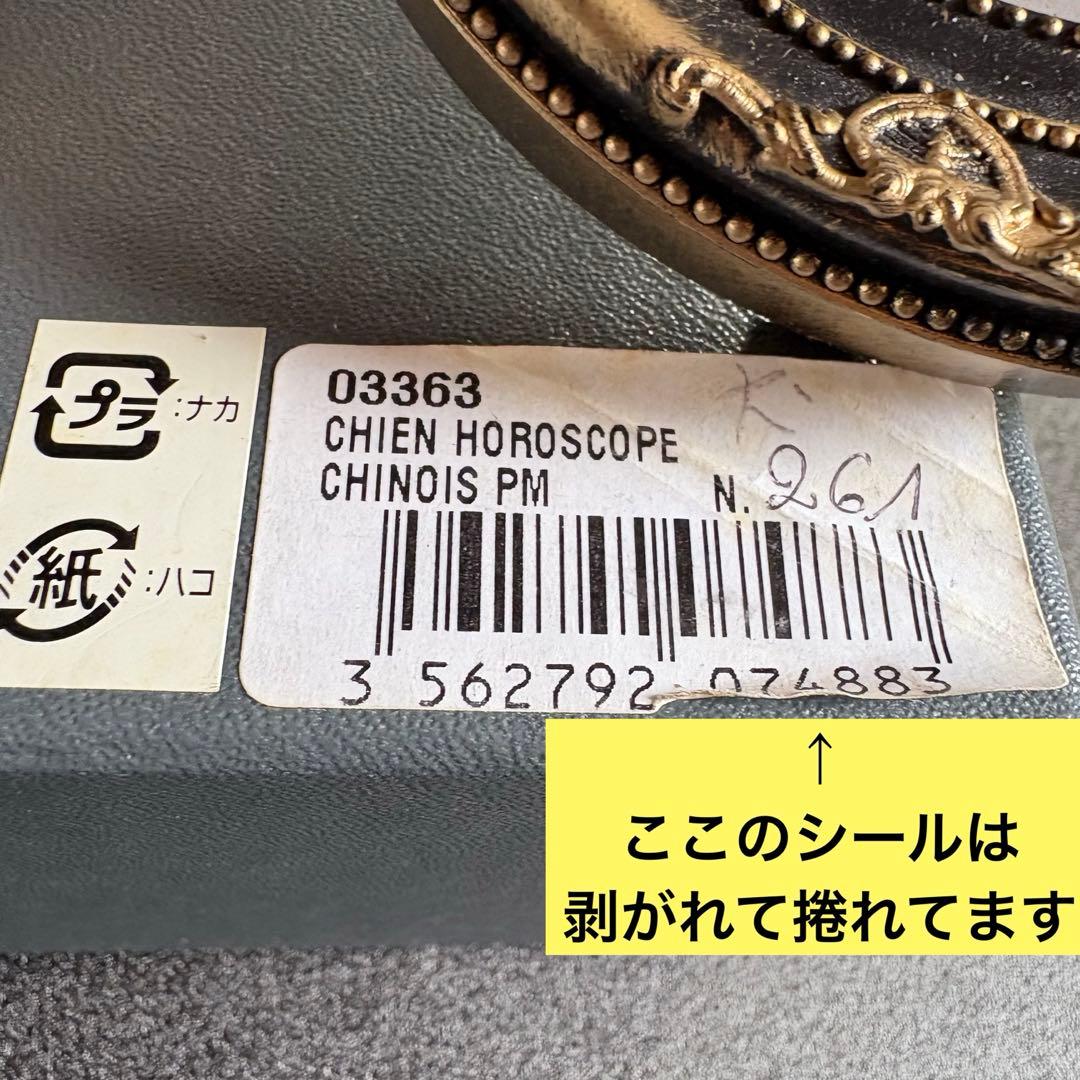 プラ:ナカ
紙:ハコ
03363
CHIEN HOROSCOPE
CHINOIS PM
N. 261
3 562792 074883
↑
ここのシールは
剥がれて捲れてます